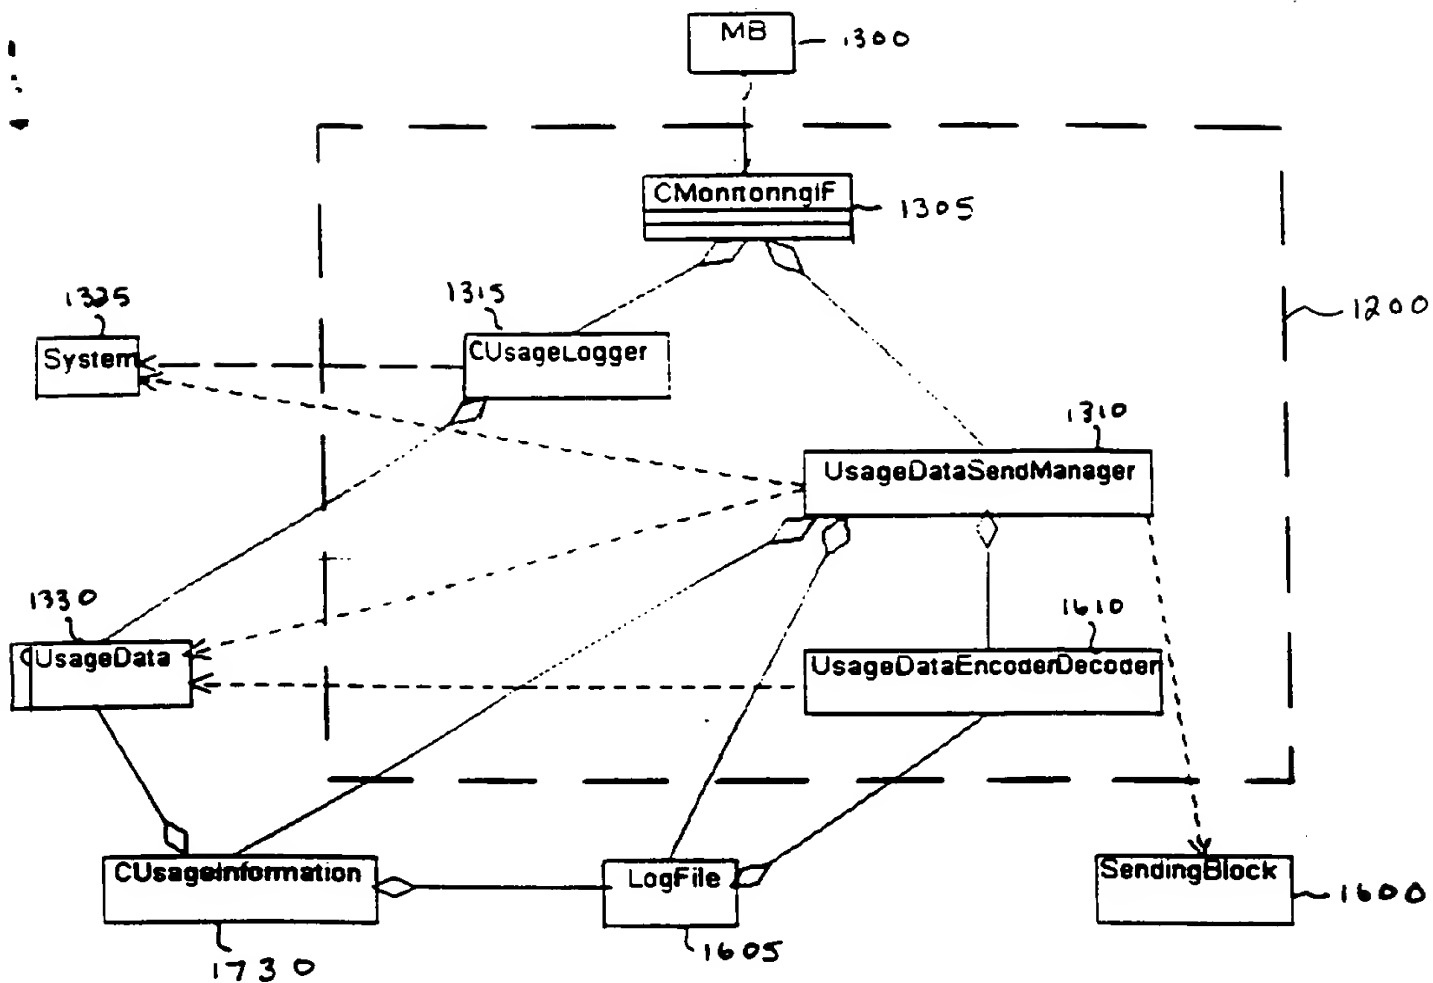 MB
1300
CMonitoringIF
1305
1325
1315
1200
System
CUsageLogger
1310
UsageDataSendManager
1330
1610
CUsageData
UsageDataEncoderDecoder
CUsageInformation
LogFile
SendingBlock
1600
1605
1730